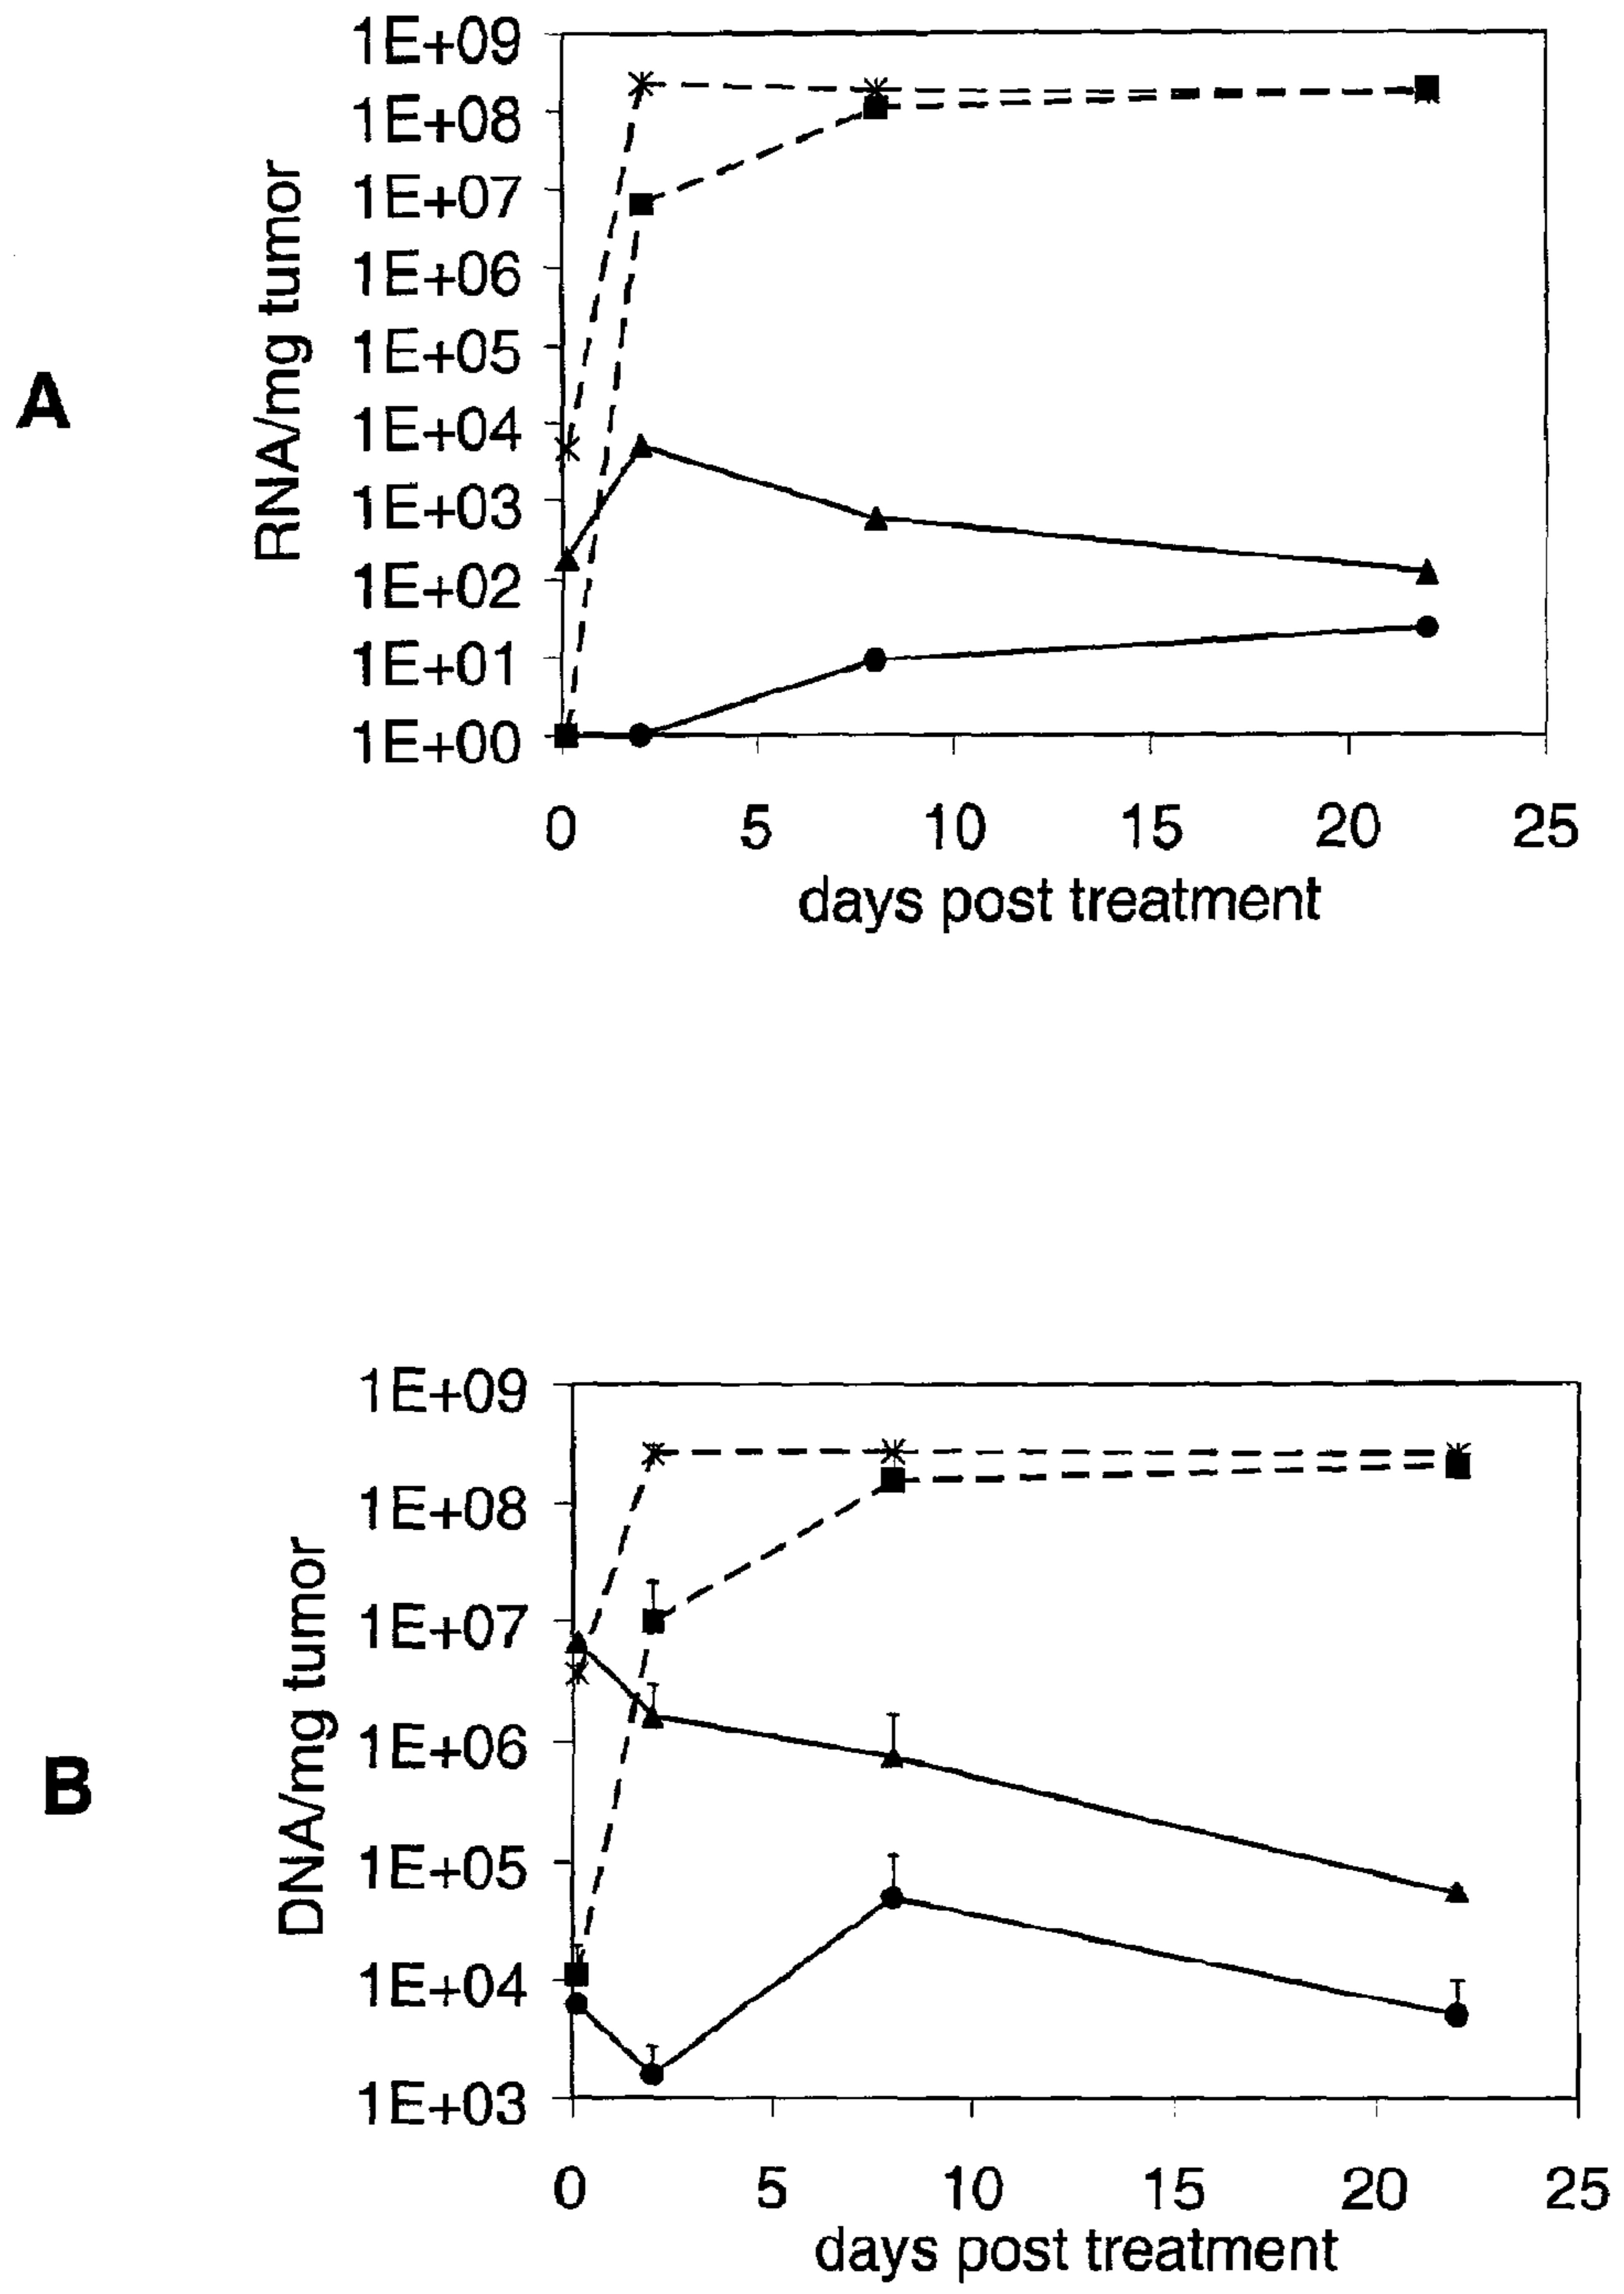 A
RNA/mg tumor
1E+09
1E+08
1E+07
1E+06
1E+05
1E+04
1E+03
1E+02
1E+01
1E+00
0 5 10 15 20 25
days post treatment
B
DNA/mg tumor
1E+09
1E+08
1E+07
1E+06
1E+05
1E+04
1E+03
0 5 10 15 20 25
days post treatment